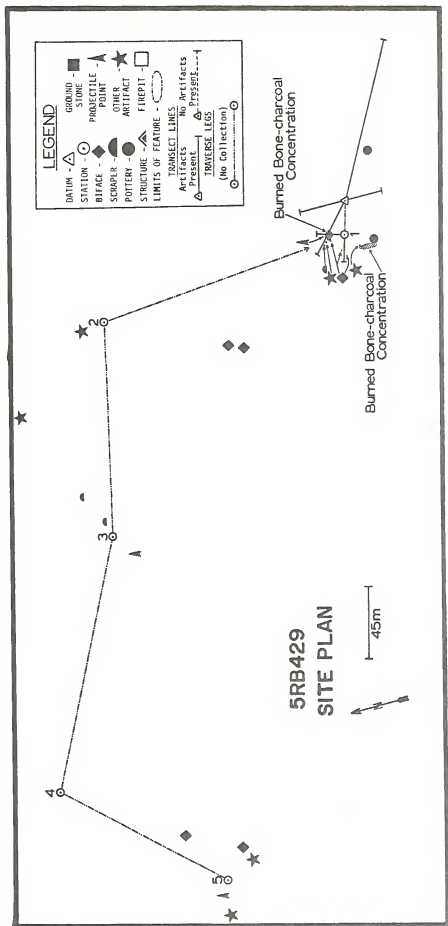 LEGEND
DATUM -
STATION -
BIFACE -
SCRAPER -
POTTERY -
STRUCTURE -
LIMITS OF FEATURE -
GROUND STONE
PROJECTILE POINT
OTHER ARTIFACT
FIREPIT
TRANSECT LINES
Artifacts Present
No Artifacts Present
TRAVERSE LEGS
(No Collection)
Burned Bone-charcoal
Concentration
Burned Bone-charcoal
Concentration
1
2
3
4
5
5RB429
SITE PLAN
45m
N